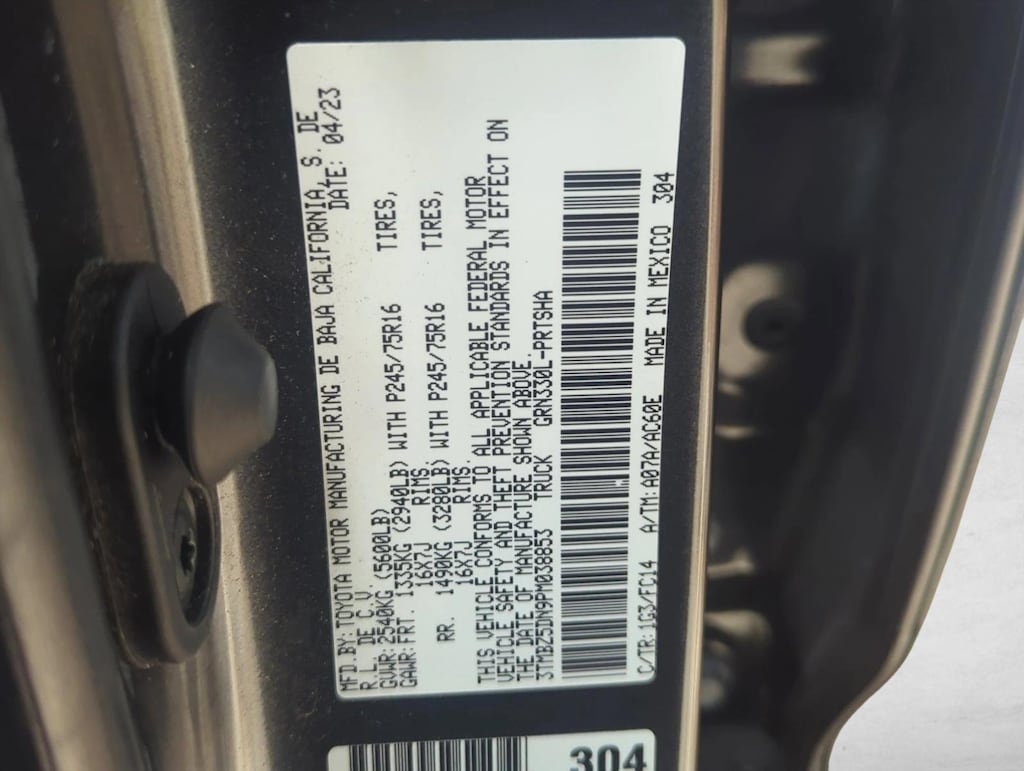 MFD.BY:TOYOTA MOTOR MANUFACTURING DE BAJA CALIFORNIA, S. DE
R.L. DE C.V. DATE: 04/23
GVWR:2540KG (5600LB)
GAWR:FRT. 1335KG (2940LB) WITH P245/75R16 TIRES,
16X7J RIMS.
RR. 1490KG (3280LB) WITH P245/75R16 TIRES,
16X7J RIMS.
THIS VEHICLE CONFORMS TO ALL APPLICABLE FEDERAL MOTOR
VEHICLE SAFETY AND THEFT PREVENTION STANDARDS IN EFFECT ON
THE DATE OF MANUFACTURE SHOWN ABOVE.
3TMBZ5DN9PM038853 TRUCK GRN330L-PRTSHA
C/TR:1G3/FC14 A/TM:A07A/AC60E MADE IN MEXICO 304
304